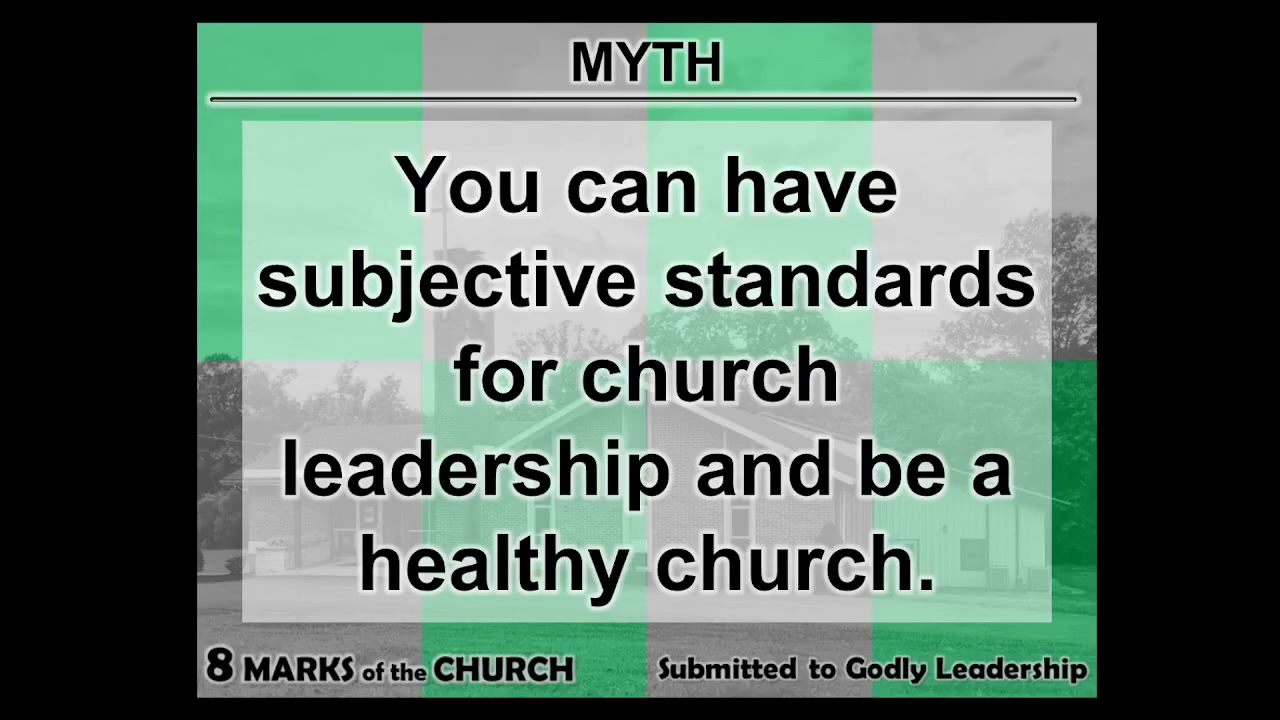 MYTH
You can have
subjective standards
for church
leadership and be a
healthy church.
8 MARKS of the CHURCH
Submitted to Godly Leadership